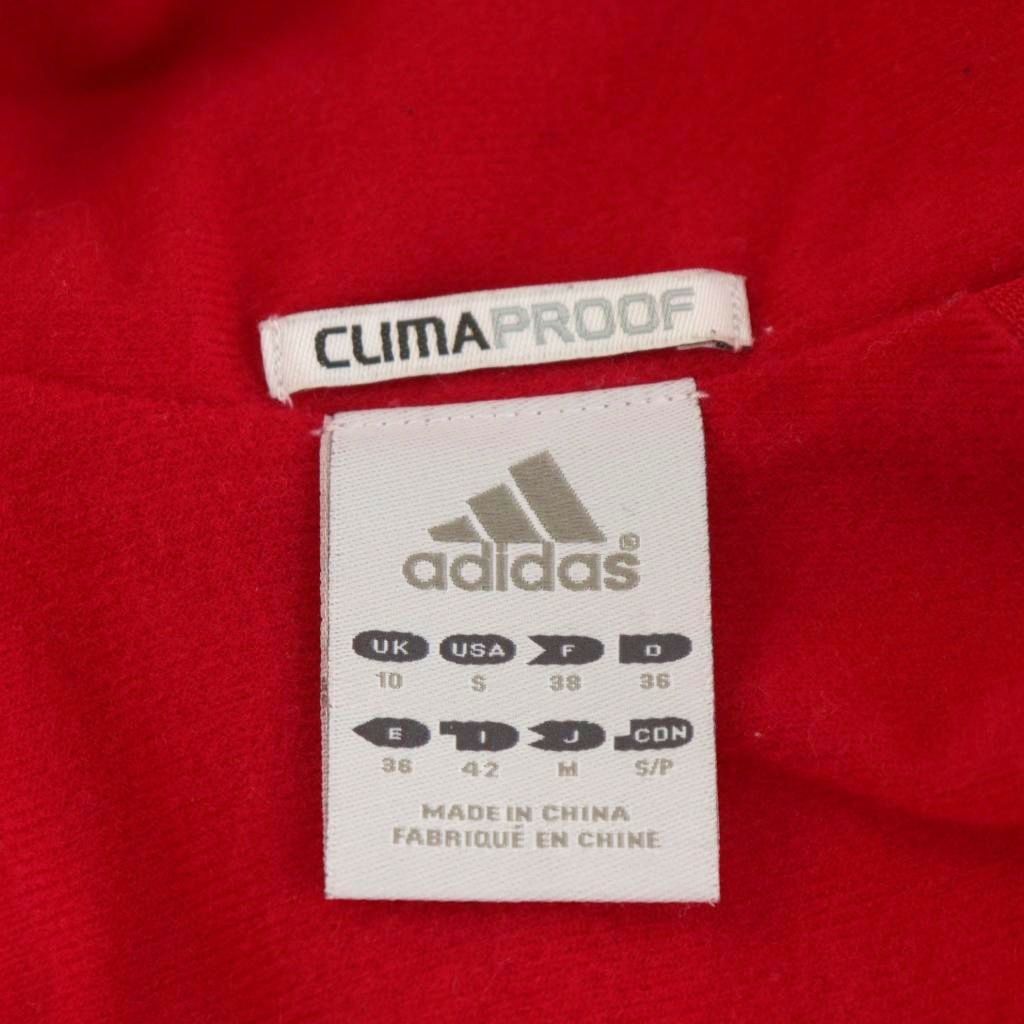 CLIMAPROOF
adidas®
UK USA F D
10 S 38 36
E I J CDN
36 42 M S/P
MADE IN CHINA
FABRIQUÉ EN CHINE